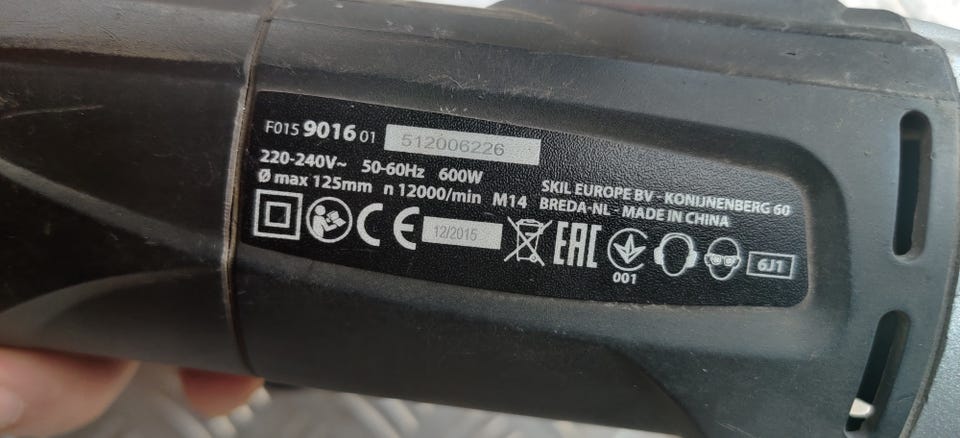 F015 9016 01 512006226
220-240V~ 50-60Hz 600W
Ø max 125mm n 12000/min M14
SKIL EUROPE BV - KONIJNENBERG 60
BREDA-NL - MADE IN CHINA
CE 12/2015 EAC 001 6J1